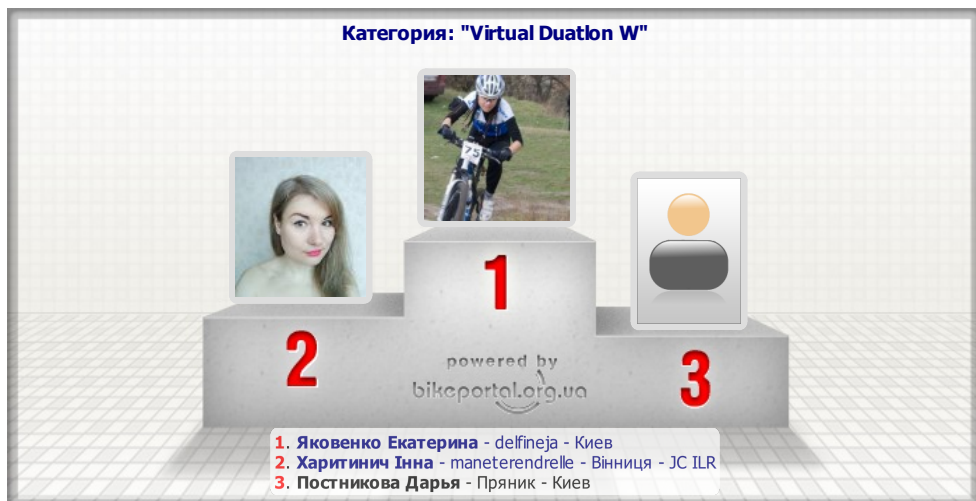 Категория: "Virtual Duatlon W"
75
1
2
3
powered by
bikeportal.org.ua
1. Яковенко Екатерина - delfineja - Киев
2. Харитинич Інна - maneterendrelle - Вінниця - JC ILR
3. Постникова Дарья - Пряник - Киев